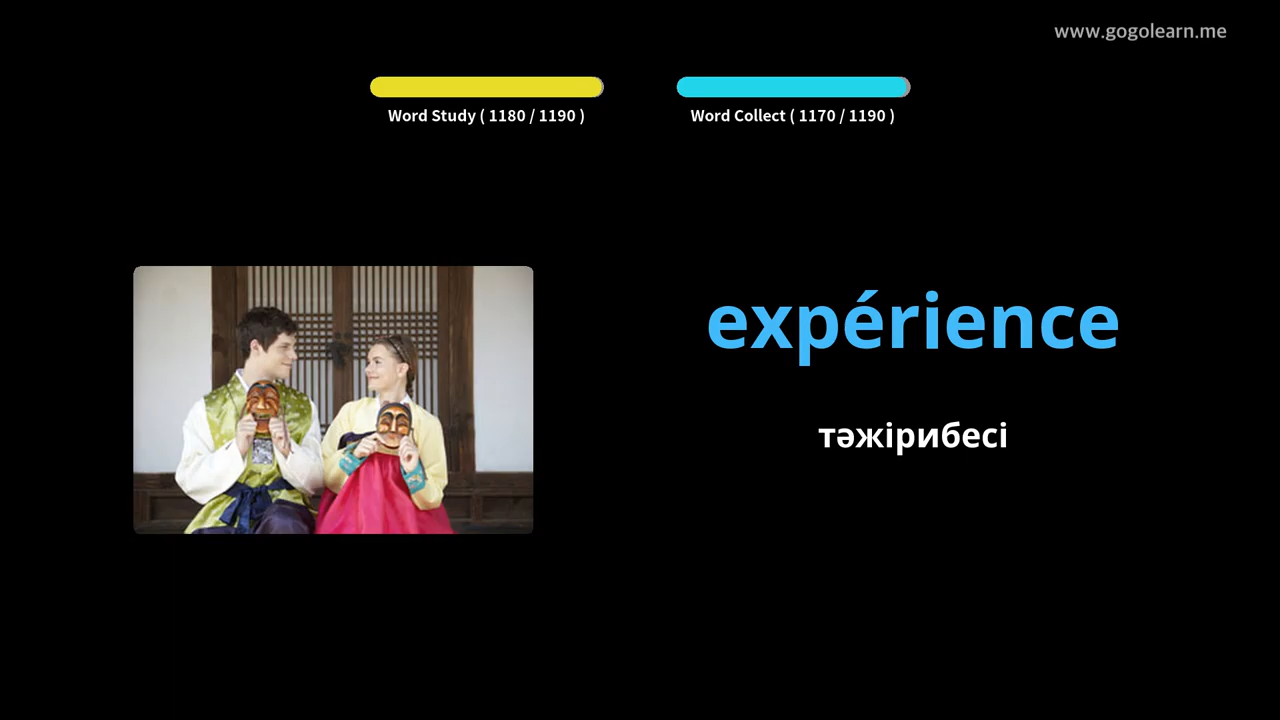 www.gogolearn.me
Word Study ( 1180 / 1190 )
Word Collect ( 1170 / 1190 )
expérience
тәжірибесі